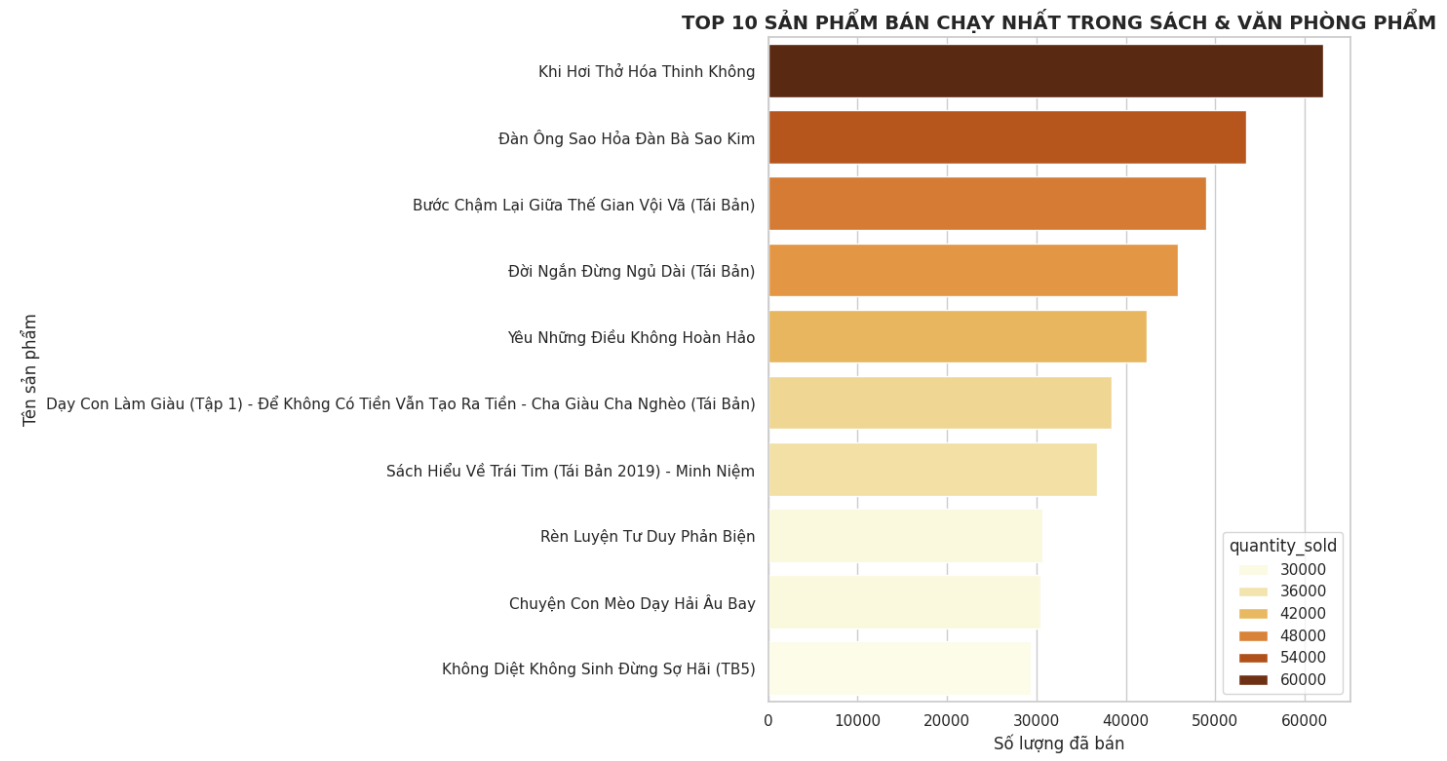 TOP 10 SẢN PHẨM BÁN CHẠY NHẤT TRONG SÁCH & VĂN PHÒNG PHẨM
Tên sản phẩm
Khi Hơi Thở Hóa Thinh Không
Đàn Ông Sao Hỏa Đàn Bà Sao Kim
Bước Chậm Lại Giữa Thế Gian Vội Vã (Tái Bản)
Đời Ngắn Đừng Ngủ Dài (Tái Bản)
Yêu Những Điều Không Hoàn Hảo
Dạy Con Làm Giàu (Tập 1) - Để Không Có Tiền Vẫn Tạo Ra Tiền - Cha Giàu Cha Nghèo (Tái Bản)
Sách Hiểu Về Trái Tim (Tái Bản 2019) - Minh Niệm
Rèn Luyện Tư Duy Phản Biện
Chuyện Con Mèo Dạy Hải Âu Bay
Không Diệt Không Sinh Đừng Sợ Hãi (TB5)
quantity_sold
30000
36000
42000
48000
54000
60000
0 10000 20000 30000 40000 50000 60000
Số lượng đã bán